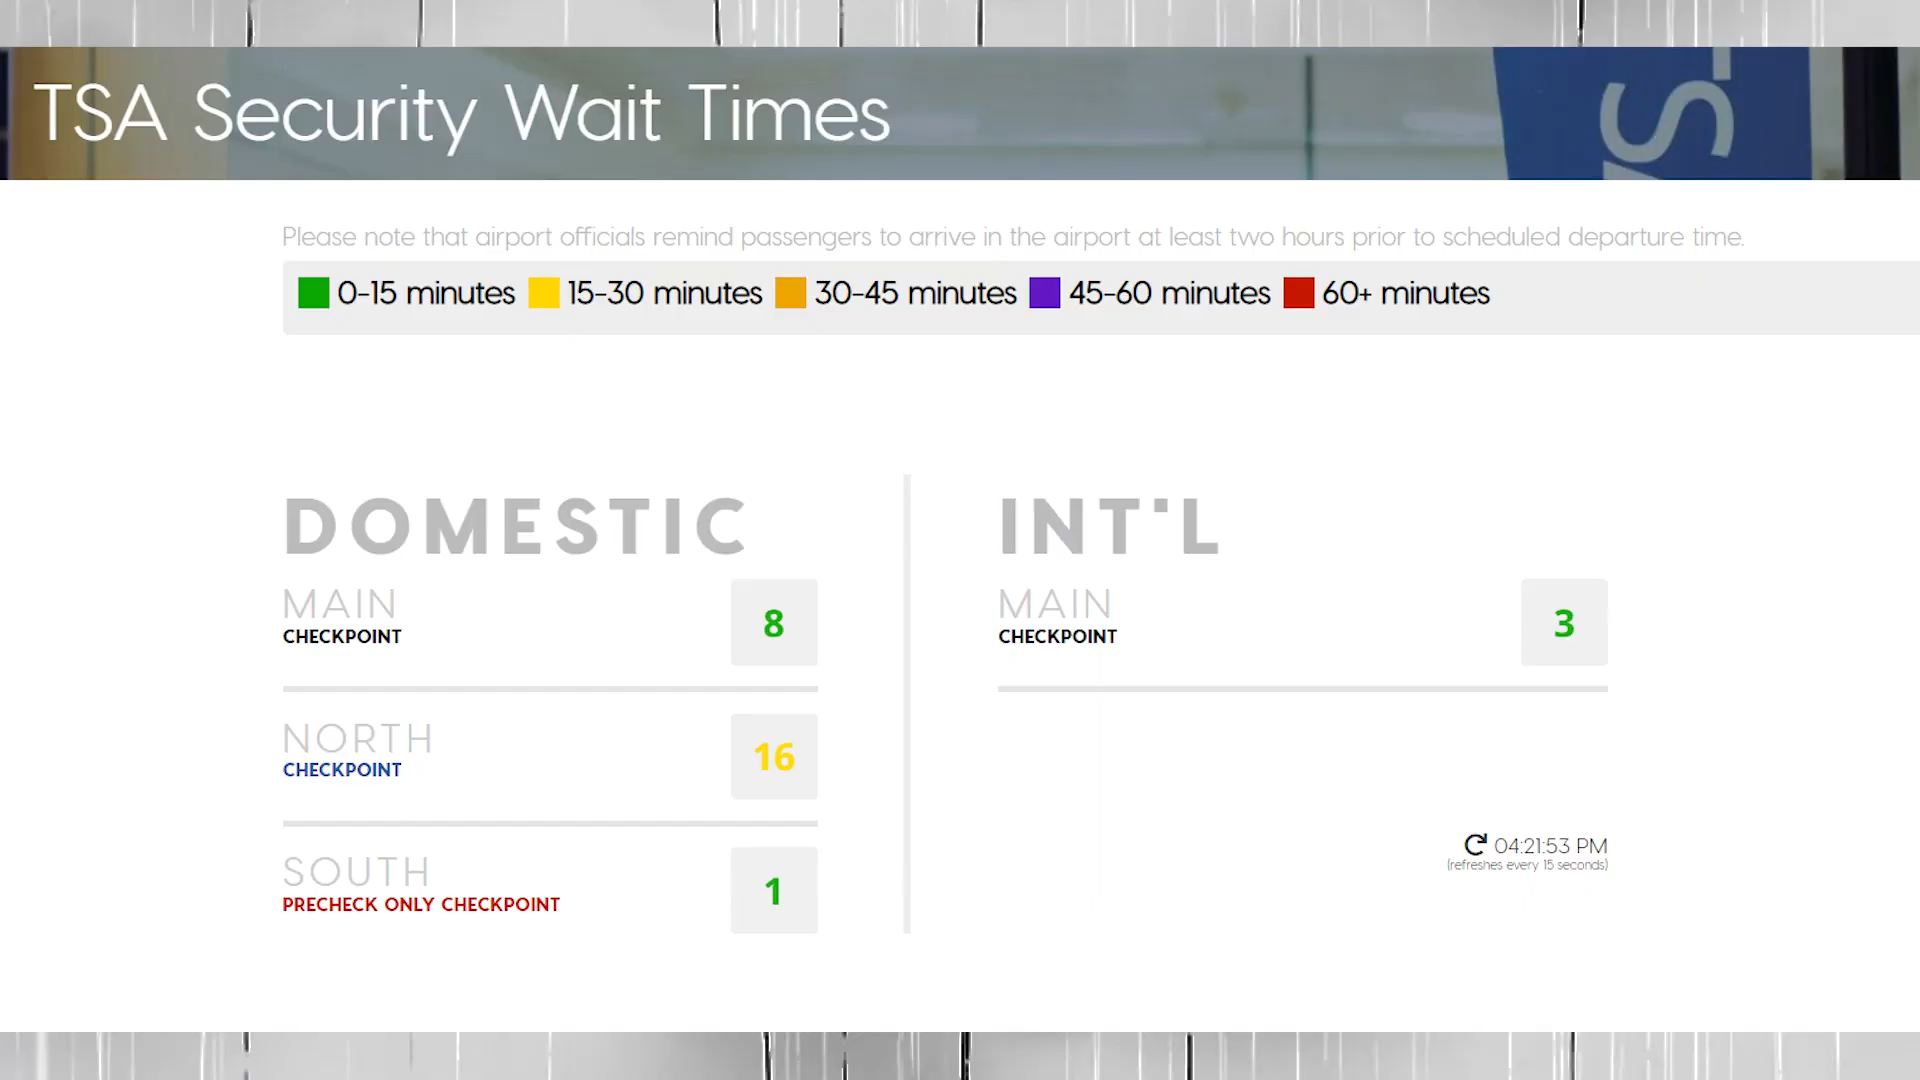 TSA Security Wait Times
Please note that airport officials remind passengers to arrive in the airport at least two hours prior to scheduled departure time.
0-15 minutes 15-30 minutes 30-45 minutes 45-60 minutes 60+ minutes
DOMESTIC
MAIN
CHECKPOINT
8
NORTH
CHECKPOINT
16
SOUTH
PRECHECK ONLY CHECKPOINT
1
INT'L
MAIN
CHECKPOINT
3
04:21:53 PM
(refreshes every 15 seconds)